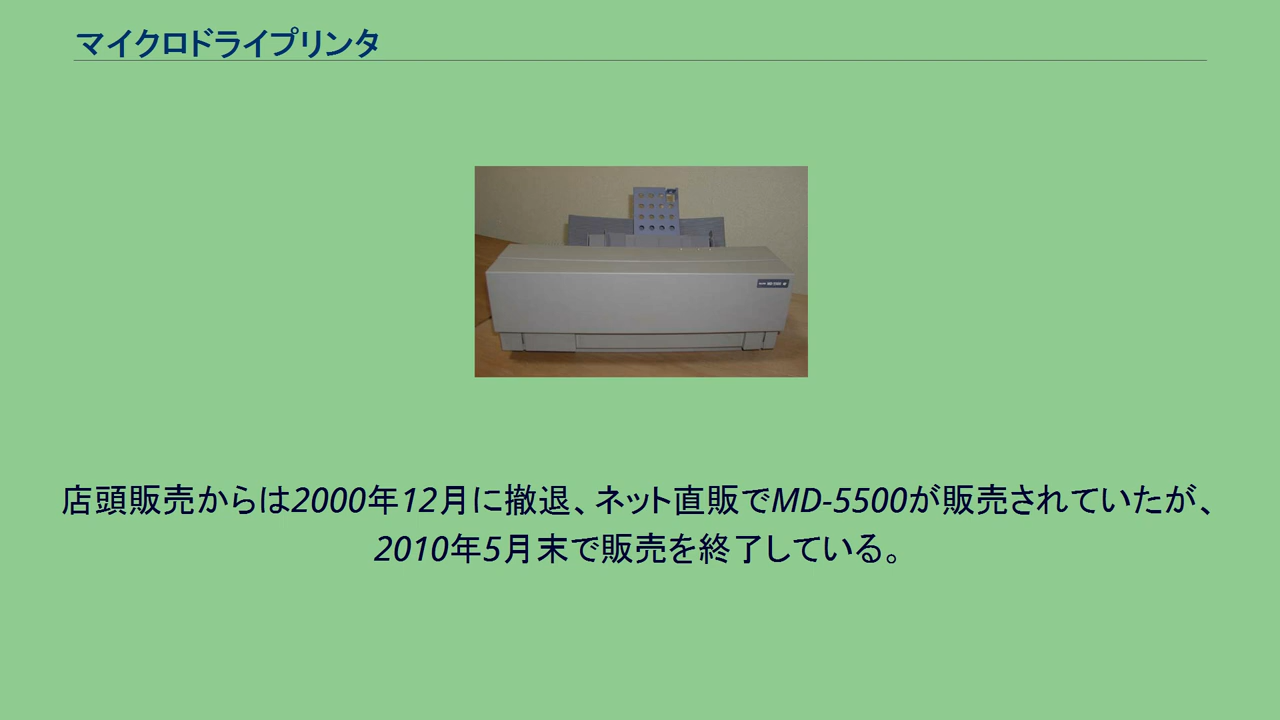 マイクロドライプリンタ
店頭販売からは2000年12月に撤退、ネット直販でMD-5500が販売されていたが、
2010年5月末で販売を終了している。